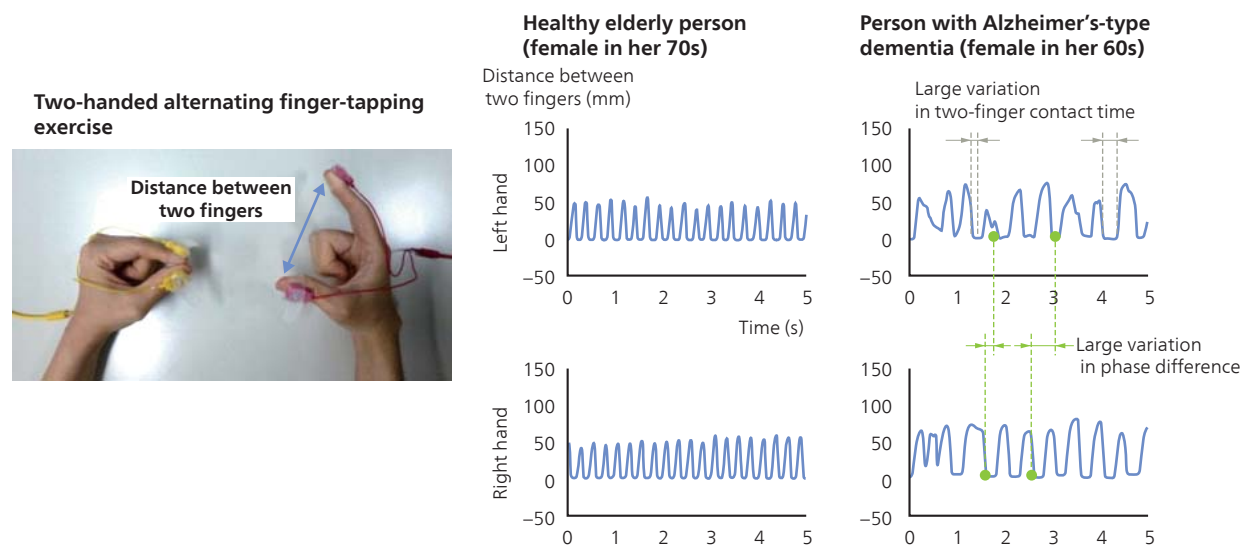 Two-handed alternating finger-tapping
exercise
Distance between
two fingers
Healthy elderly person
(female in her 70s)
Distance between
two fingers (mm)
Left hand
150
100
50
0
–50
0 1 2 3 4 5
Time (s)
Right hand
150
100
50
0
–50
0 1 2 3 4 5
Person with Alzheimer’s-type
dementia (female in her 60s)
Large variation
in two-finger contact time
150
100
50
0
–50
0 1 2 3 4 5
Large variation
in phase difference
150
100
50
0
–50
0 1 2 3 4 5